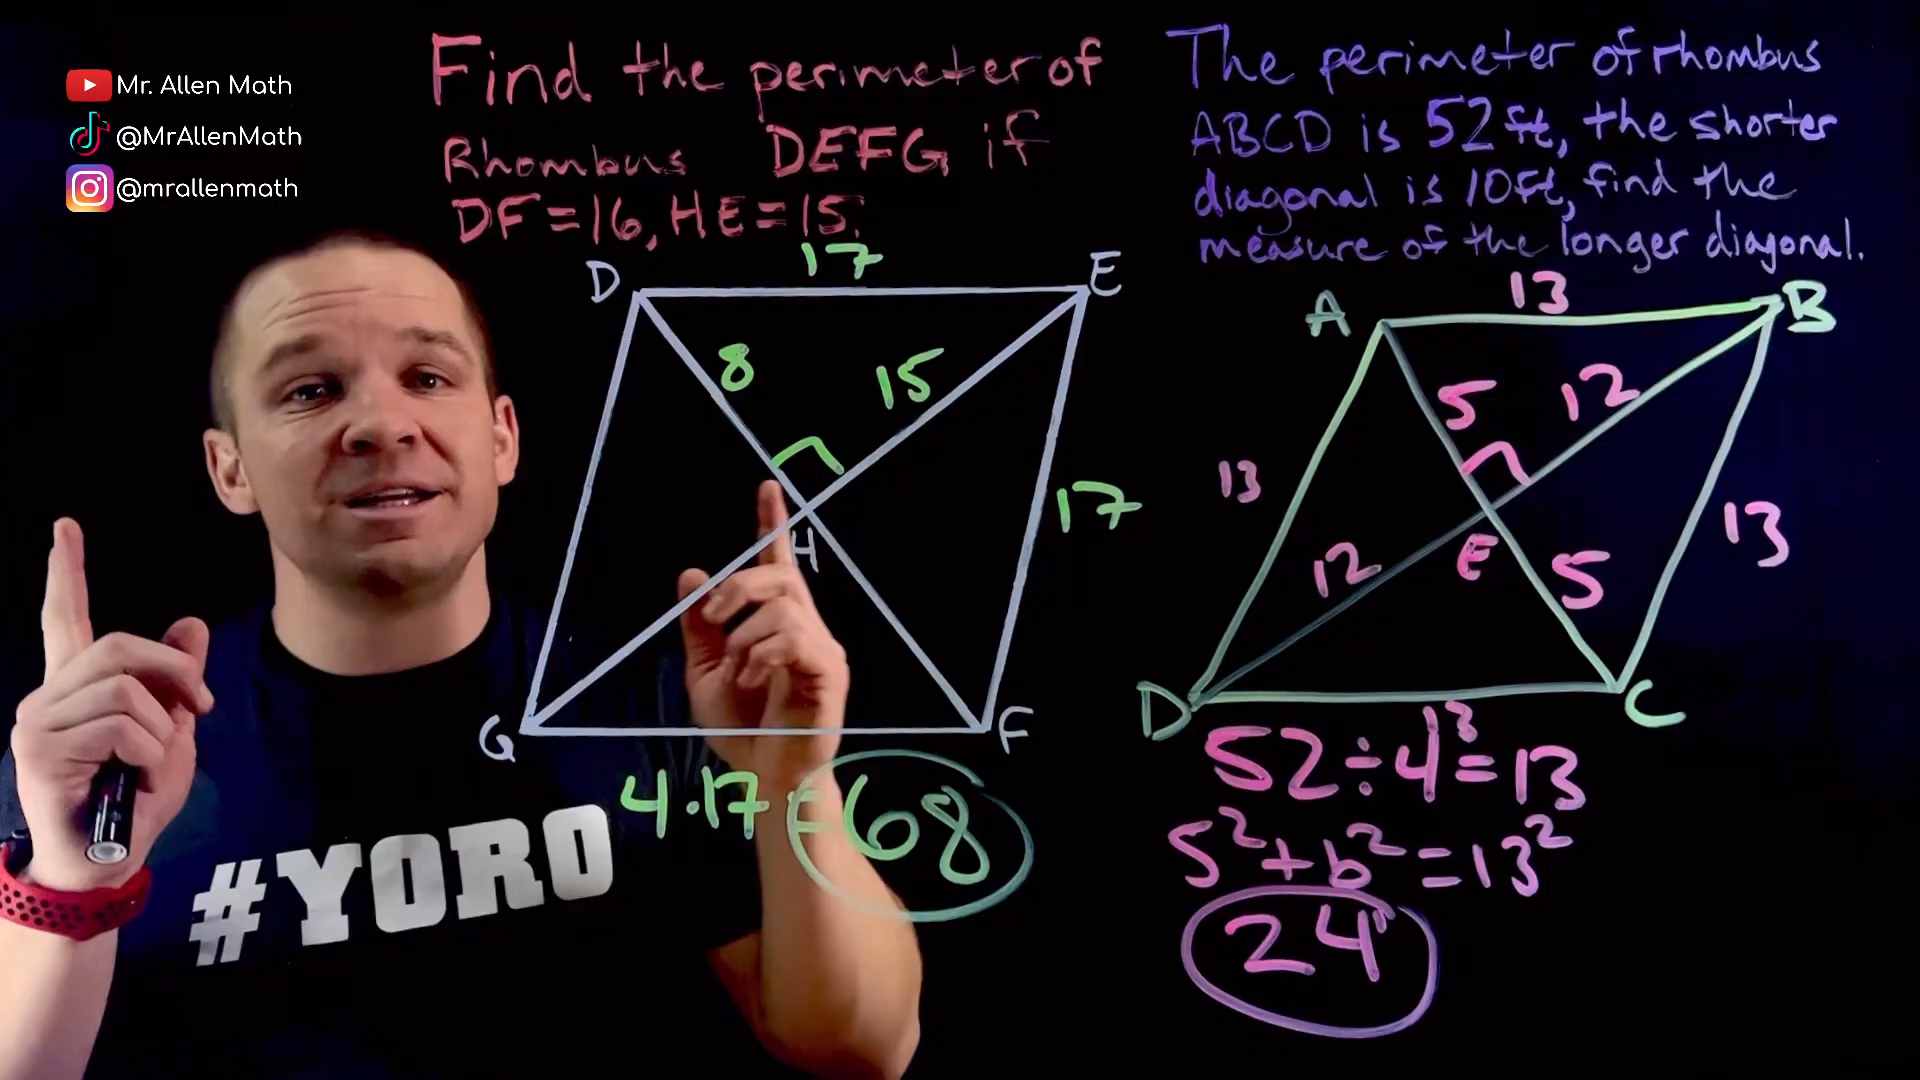 Mr. Allen Math
@MrAllenMath
@mrallenmath
Find the perimeter of
Rhombus DEFG, if
DF=16, HE=15.
17
D
E
8
15
H
17
G
F
4·17=68
#YORO
The perimeter of rhombus
ABCD is 52ft, the shorter
diagonal is 10ft, find the
measure of the longer diagonal.
13
A
B
5
12
13
13
12
E
5
D
C
13
52÷4=13
5²+b²=13²
24'